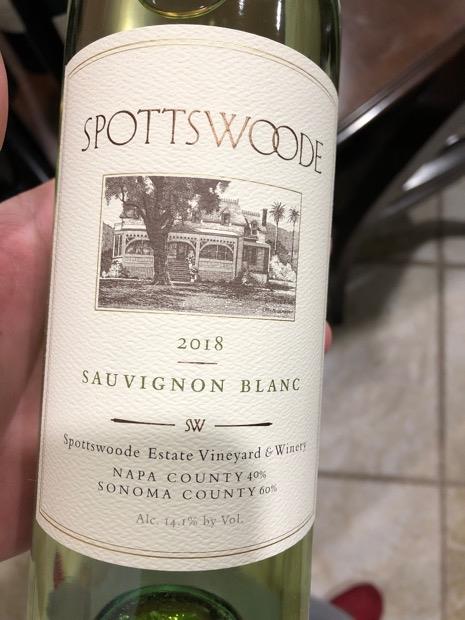 SPOTTSWOODE
2018
SAUVIGNON BLANC
SW
Spottswoode Estate Vineyard & Winery
NAPA COUNTY 40%
SONOMA COUNTY 60%
Alc. 14.1% by Vol.